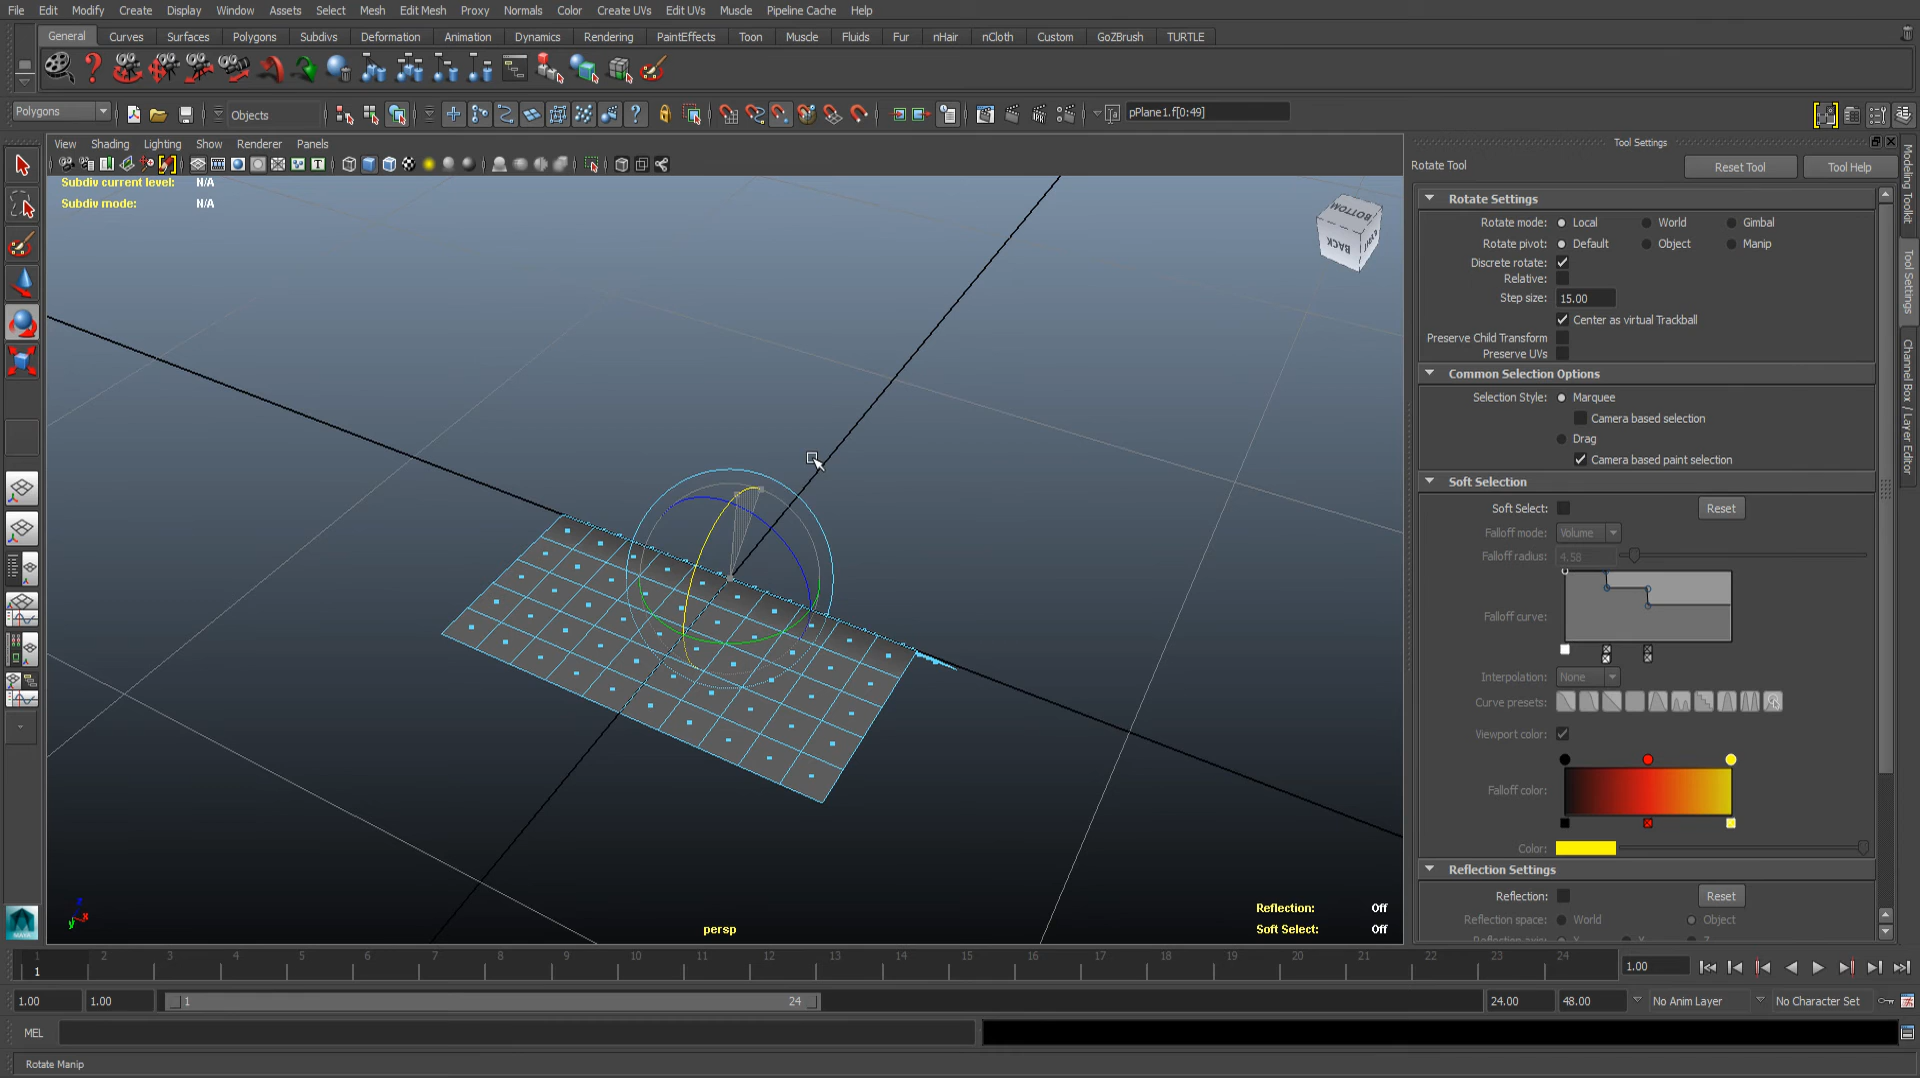 File Edit Modify Create Display Window Assets Select Mesh Edit Mesh Proxy Normals Color Create UVs Edit UVs Muscle Pipeline Cache Help
General Curves Surfaces Polygons Subdivs Deformation Animation Dynamics Rendering PaintEffects Toon Muscle Fluids Fur nHair nCloth Custom GoZBrush TURTLE
Polygons Objects pPlane1.f[0:49]
View Shading Lighting Show Renderer Panels
Subdiv current level: N/A
Subdiv mode: N/A
BOTTOM
BACK
Reflection: Off
Soft Select: Off
persp
Tool Settings
Rotate Tool Reset Tool Tool Help
Rotate Settings
Rotate mode: Local World Gimbal
Rotate pivot: Default Object Manip
Discrete rotate:
Relative:
Step size: 15.00
Center as virtual Trackball
Preserve Child Transform
Preserve UVs
Common Selection Options
Selection Style: Marquee
Camera based selection
Drag
Camera based paint selection
Soft Selection
Soft Select: Reset
Falloff mode: Volume
Falloff radius: 4.58
Falloff curve:
Interpolation: None
Curve presets:
Viewport color:
Falloff color:
Color:
Reflection Settings
Reflection: Reset
Reflection space: World Object
Modeling Toolkit
Tool Settings
Channel Box / Layer Editor
1 2 3 4 5 6 7 8 9 10 11 12 13 14 15 16 17 18 19 20 21 22 23 24
1 1.00
1.00 1.00 1 24 24.00 48.00 No Anim Layer No Character Set
MEL
Rotate Manip